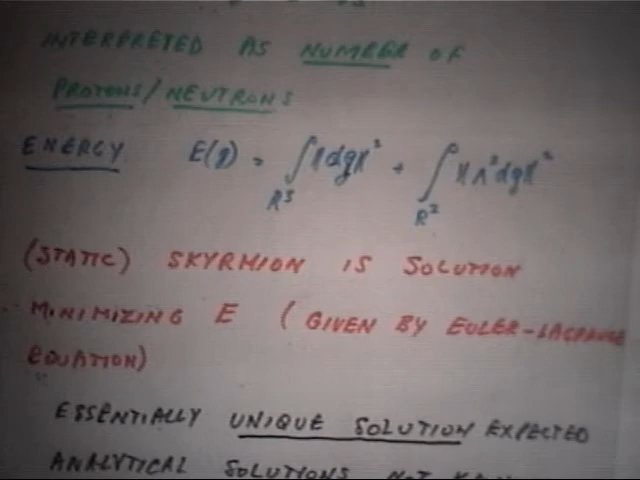 INTERPRETED AS NUMBER OF
PROTONS/NEUTRONS
ENERGY E(g) = ∫R³ ‖dg‖² + ∫R³ ‖Λ²dg‖²
(STATIC) SKYRMION IS SOLUTION
MINIMIZING E (GIVEN BY EULER-LAGRANGE
EQUATION)
ESSENTIALLY UNIQUE SOLUTION EXPECTED
ANALYTICAL SOLUTIONS NOT